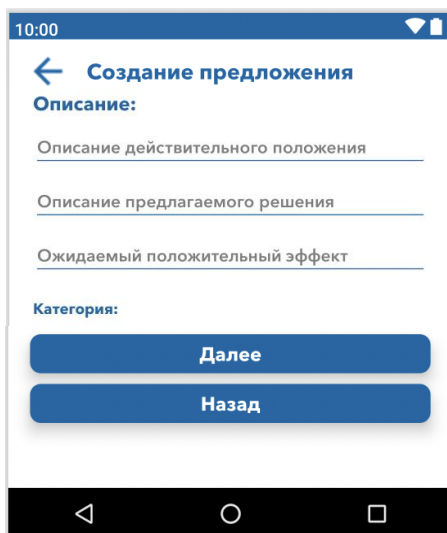 10:00
Создание предложения
Описание:
Описание действительного положения
Описание предлагаемого решения
Ожидаемый положительный эффект
Категория:
Далее
Назад